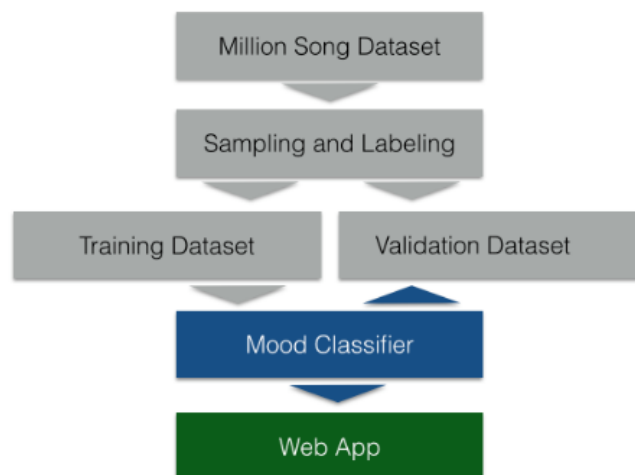 Million Song Dataset
Sampling and Labeling
Training Dataset
Validation Dataset
Mood Classifier
Web App